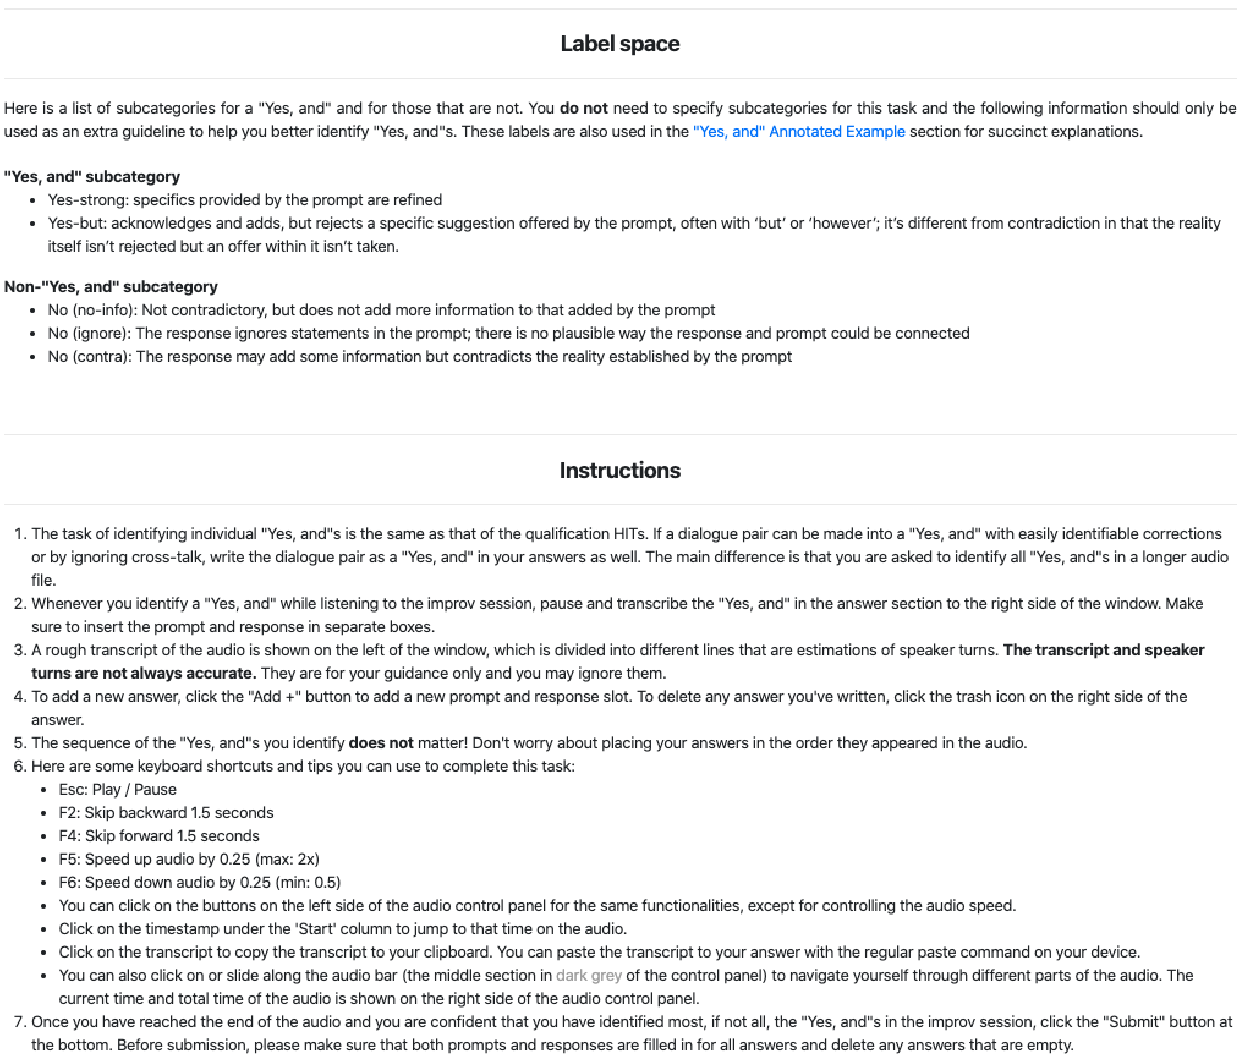 Label space
Here is a list of subcategories for a "Yes, and" and for those that are not. You do not need to specify subcategories for this task and the following information should only be
used as an extra guideline to help you better identify "Yes, and"s. These labels are also used in the "Yes, and" Annotated Example section for succinct explanations.
"Yes, and" subcategory
• Yes-strong: specifics provided by the prompt are refined
• Yes-but: acknowledges and adds, but rejects a specific suggestion offered by the prompt, often with ‘but’ or ‘however’; it’s different from contradiction in that the reality
itself isn’t rejected but an offer within it isn’t taken.
Non-"Yes, and" subcategory
• No (no-info): Not contradictory, but does not add more information to that added by the prompt
• No (ignore): The response ignores statements in the prompt; there is no plausible way the response and prompt could be connected
• No (contra): The response may add some information but contradicts the reality established by the prompt
Instructions
1. The task of identifying individual "Yes, and"s is the same as that of the qualification HITs. If a dialogue pair can be made into a "Yes, and" with easily identifiable corrections
or by ignoring cross-talk, write the dialogue pair as a "Yes, and" in your answers as well. The main difference is that you are asked to identify all "Yes, and"s in a longer audio
file.
2. Whenever you identify a "Yes, and" while listening to the improv session, pause and transcribe the "Yes, and" in the answer section to the right side of the window. Make
sure to insert the prompt and response in separate boxes.
3. A rough transcript of the audio is shown on the left of the window, which is divided into different lines that are estimations of speaker turns. The transcript and speaker
turns are not always accurate. They are for your guidance only and you may ignore them.
4. To add a new answer, click the "Add +" button to add a new prompt and response slot. To delete any answer you've written, click the trash icon on the right side of the
answer.
5. The sequence of the "Yes, and"s you identify does not matter! Don't worry about placing your answers in the order they appeared in the audio.
6. Here are some keyboard shortcuts and tips you can use to complete this task:
• Esc: Play / Pause
• F2: Skip backward 1.5 seconds
• F4: Skip forward 1.5 seconds
• F5: Speed up audio by 0.25 (max: 2x)
• F6: Speed down audio by 0.25 (min: 0.5)
• You can click on the buttons on the left side of the audio control panel for the same functionalities, except for controlling the audio speed.
• Click on the timestamp under the 'Start' column to jump to that time on the audio.
• Click on the transcript to copy the transcript to your clipboard. You can paste the transcript to your answer with the regular paste command on your device.
• You can also click on or slide along the audio bar (the middle section in dark grey of the control panel) to navigate yourself through different parts of the audio. The
current time and total time of the audio is shown on the right side of the audio control panel.
7. Once you have reached the end of the audio and you are confident that you have identified most, if not all, the "Yes, and"s in the improv session, click the "Submit" button at
the bottom. Before submission, please make sure that both prompts and responses are filled in for all answers and delete any answers that are empty.